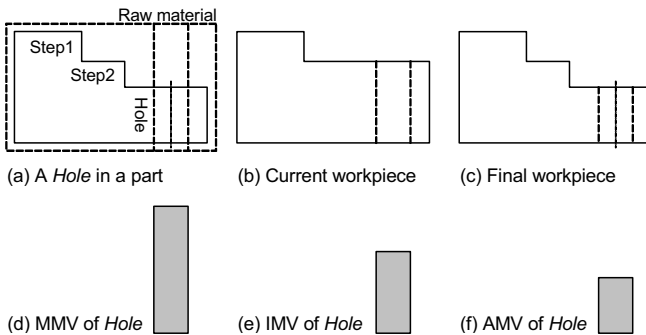 Raw material
Step1
Step2
Hole
(a) A Hole in a part
(b) Current workpiece
(c) Final workpiece
(d) MMV of Hole
(e) IMV of Hole
(f) AMV of Hole